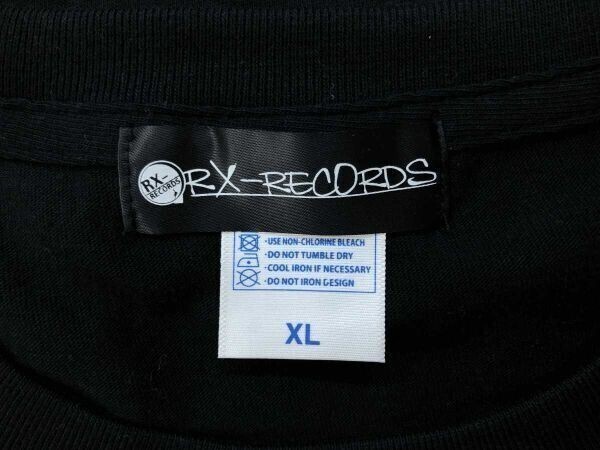 RX-
RECORDS
RX-RECORDS
·USE NON-CHLORINE BLEACH
·DO NOT TUMBLE DRY
·COOL IRON IF NECESSARY
·DO NOT IRON DESIGN
XL